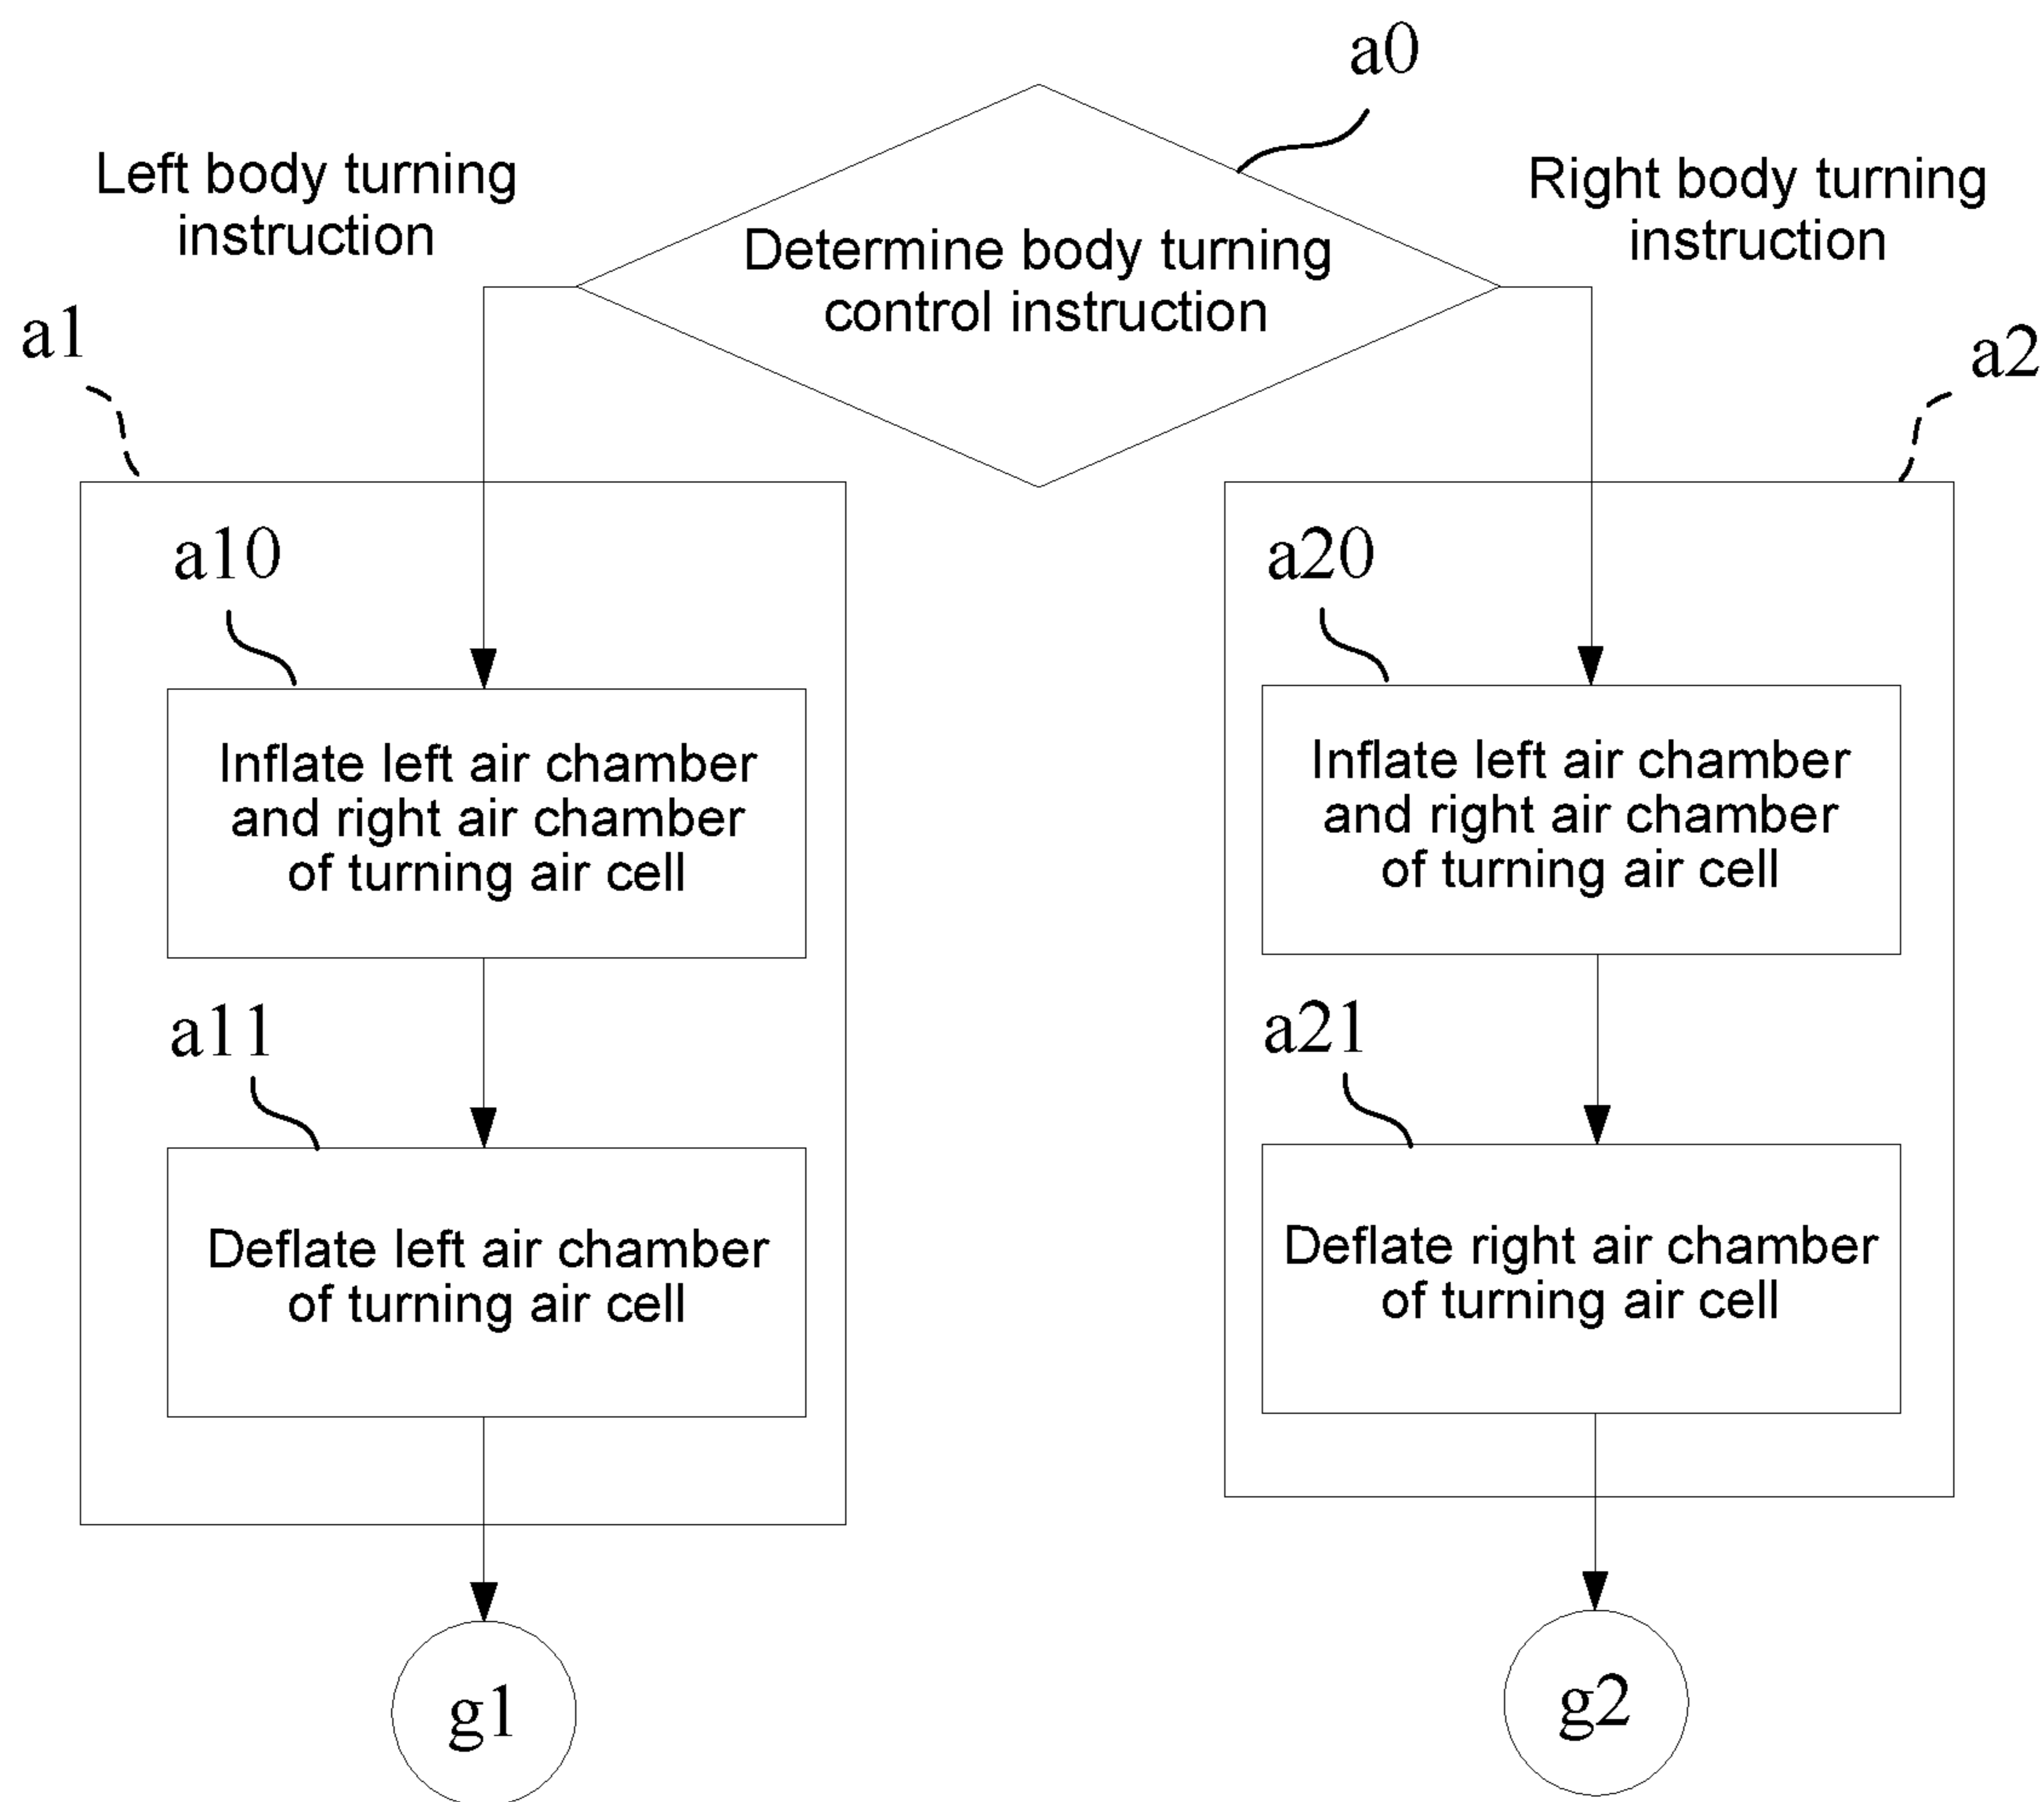 a0
Left body turning
instruction
Right body turning
instruction
Determine body turning
control instruction
a1
a2
a10
Inflate left air chamber
and right air chamber
of turning air cell
a11
Deflate left air chamber
of turning air cell
g1
a20
Inflate left air chamber
and right air chamber
of turning air cell
a21
Deflate right air chamber
of turning air cell
g2